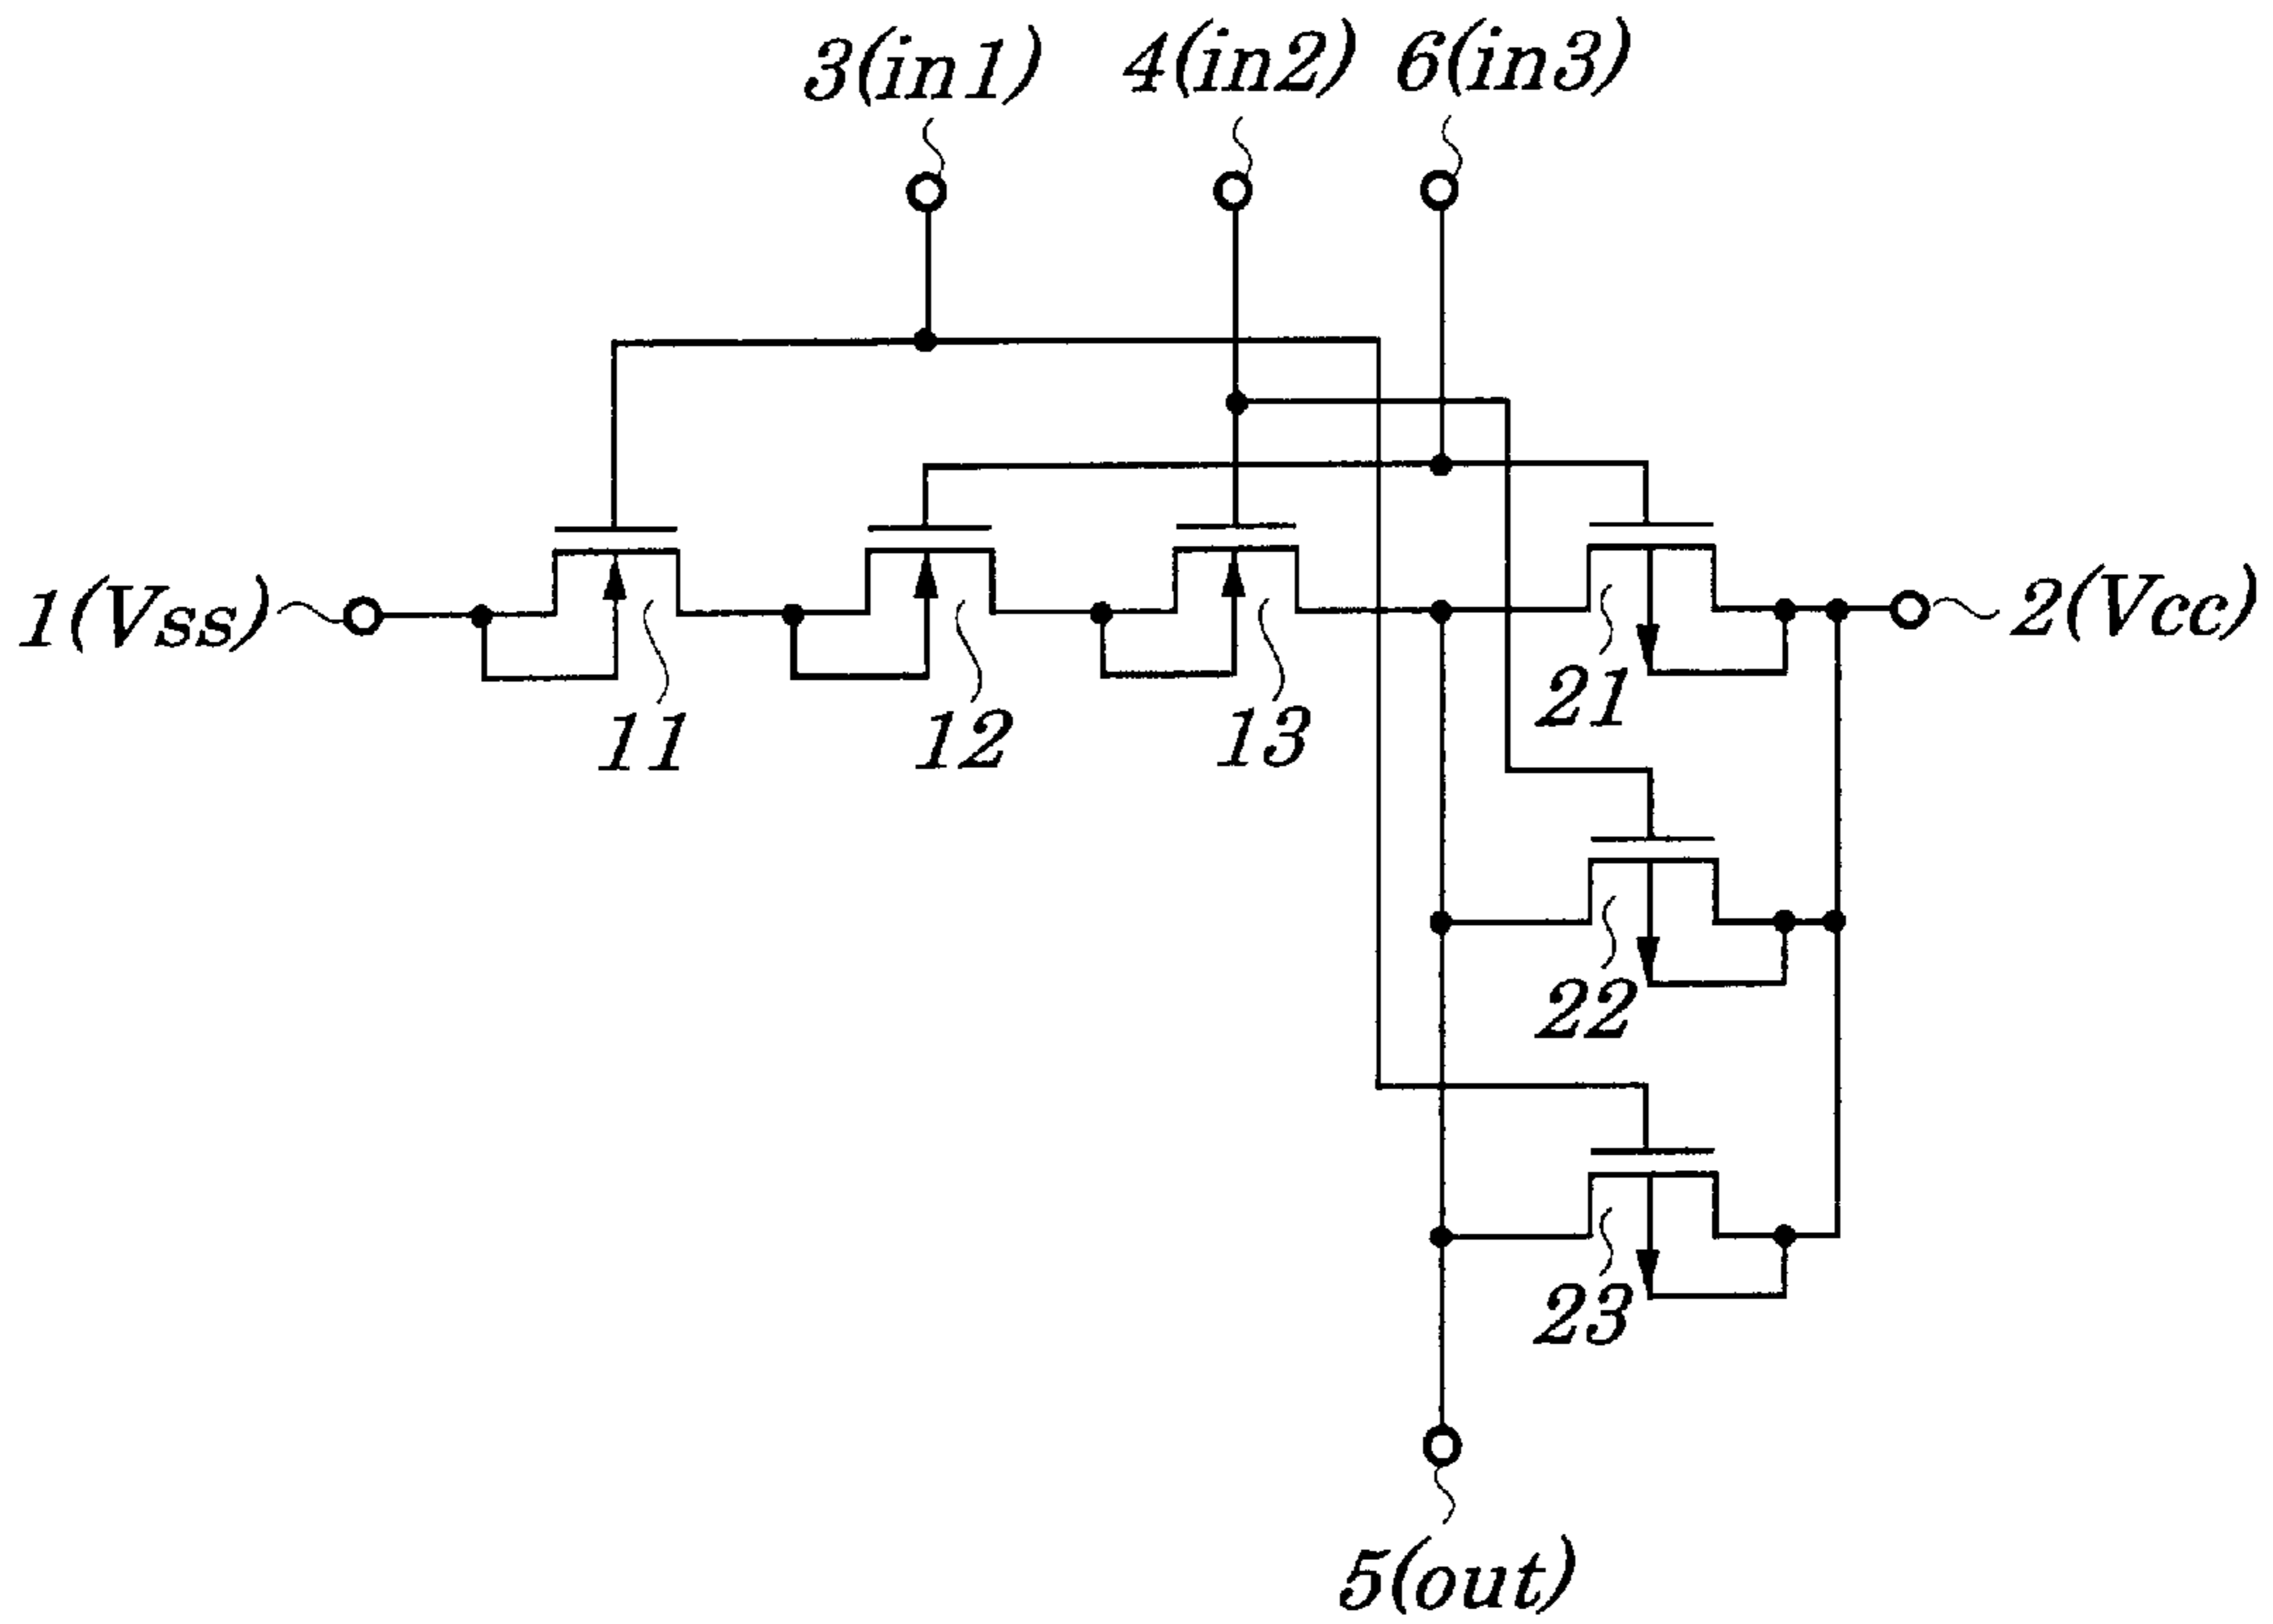 3(in1)
4(in2)
6(in3)
1(Vss)
2(Vcc)
11
12
13
21
22
23
5(out)